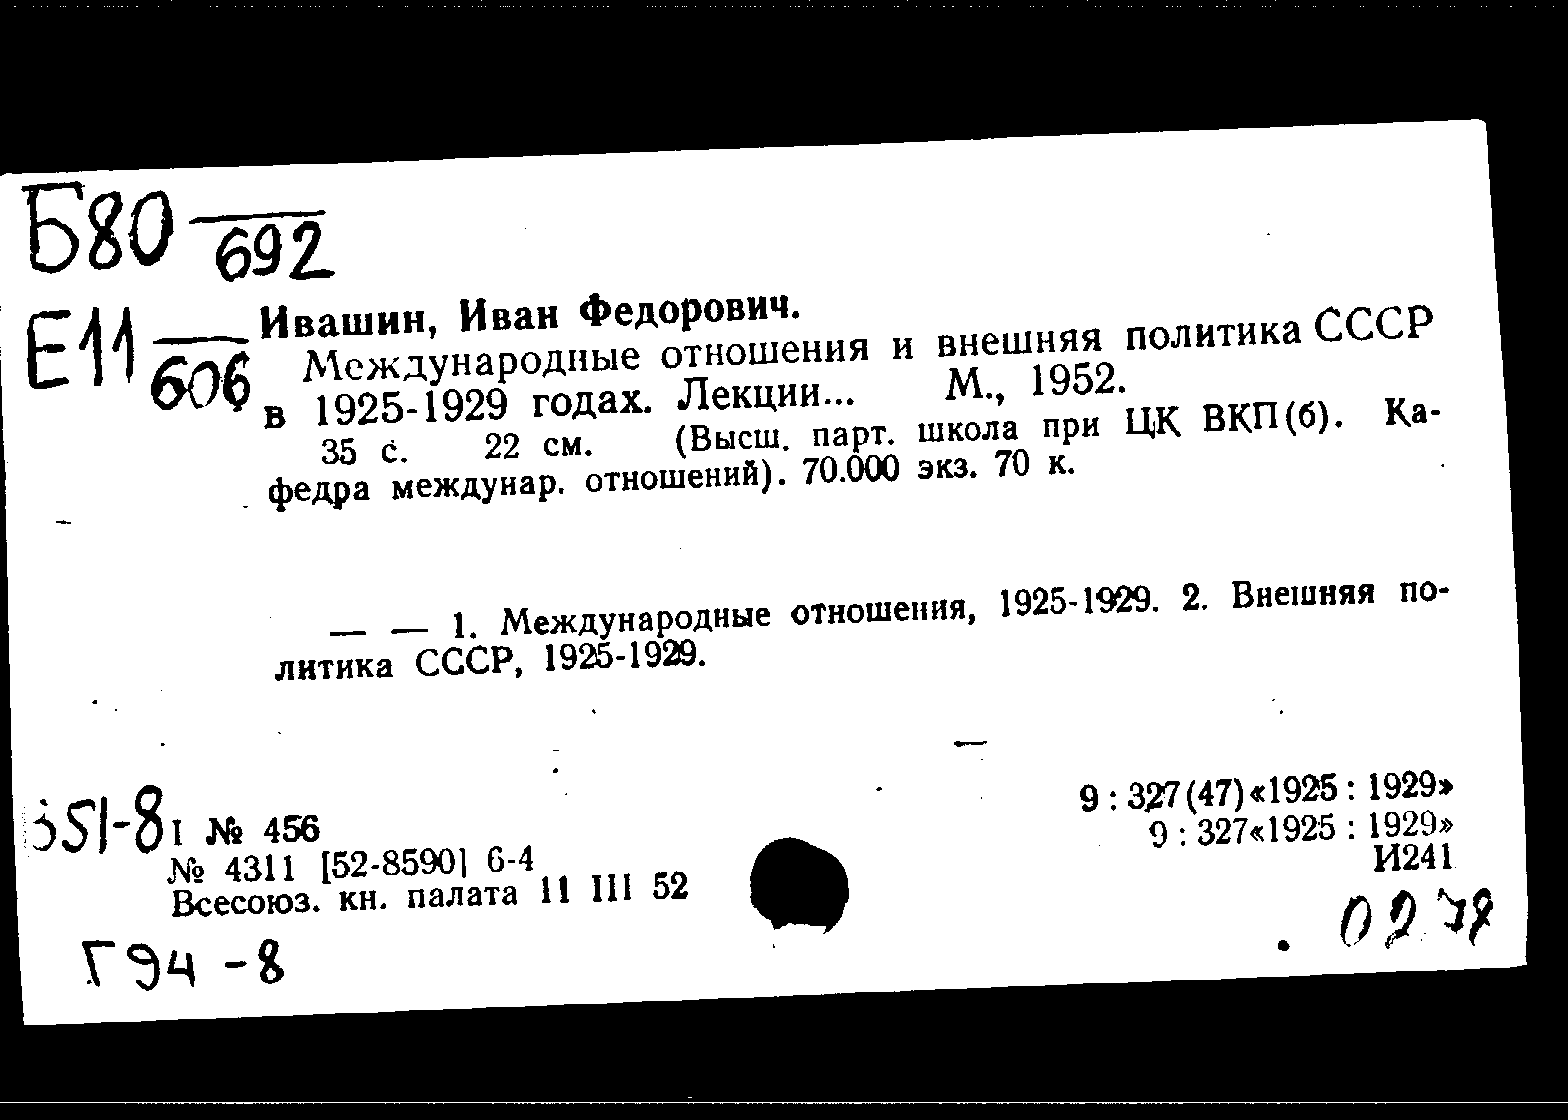 Б80 692
Е11 606
Ивашин, Иван Федорович.
Международные отношения и внешняя политика СССР
в 1925-1929 годах. Лекции... М., 1952.
35 с. 22 см. (Высш. парт. школа при ЦК ВКП(б). Ка-
федра междунар. отношений). 70.000 экз. 70 к.
— — 1. Международные отношения, 1925-1929. 2. Внешняя по-
литика СССР, 1925-1929.
9 : 327(47)«1925 : 1929»
9 : 327«1925 : 1929»
И241
351-8
I № 456
№ 4311 [52-8590] 6-4
Всесоюз. кн. палата 11 III 52
Г94-8